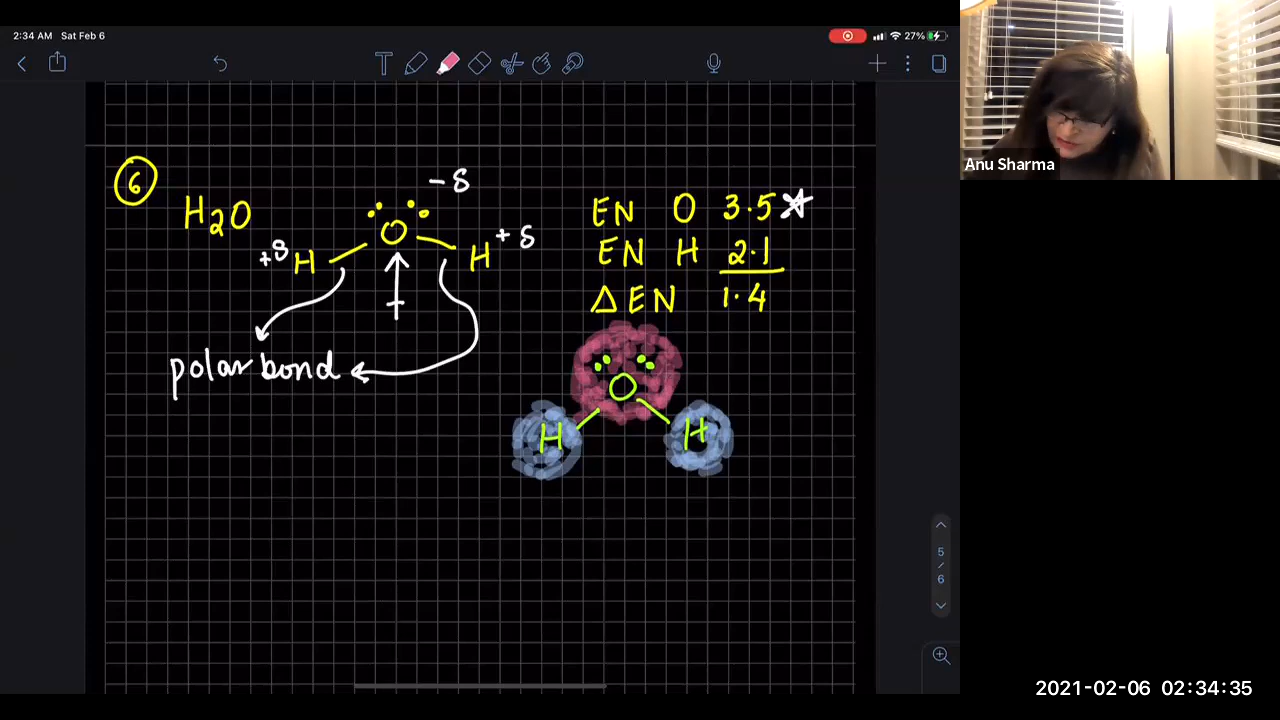 2:34 AM Sat Feb 6
27%
Anu Sharma
6
H2O
-δ
O
+δ H
H +δ
polar bond
EN O 3.5
EN H 2.1
ΔEN 1.4
O
H H
5
/
6
2021-02-06 02:34:35